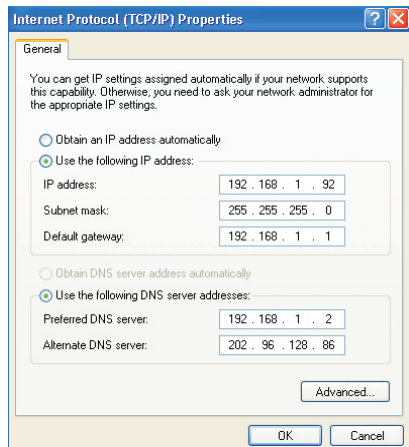 Internet Protocol (TCP/IP) Properties
General
You can get IP settings assigned automatically if your network supports
this capability. Otherwise, you need to ask your network administrator for
the appropriate IP settings.
Obtain an IP address automatically
Use the following IP address:
IP address: 192 . 168 . 1 . 92
Subnet mask: 255 . 255 . 255 . 0
Default gateway: 192 . 168 . 1 . 1
Obtain DNS server address automatically
Use the following DNS server addresses:
Preferred DNS server: 192 . 168 . 1 . 2
Alternate DNS server: 202 . 96 . 128 . 86
Advanced...
OK Cancel